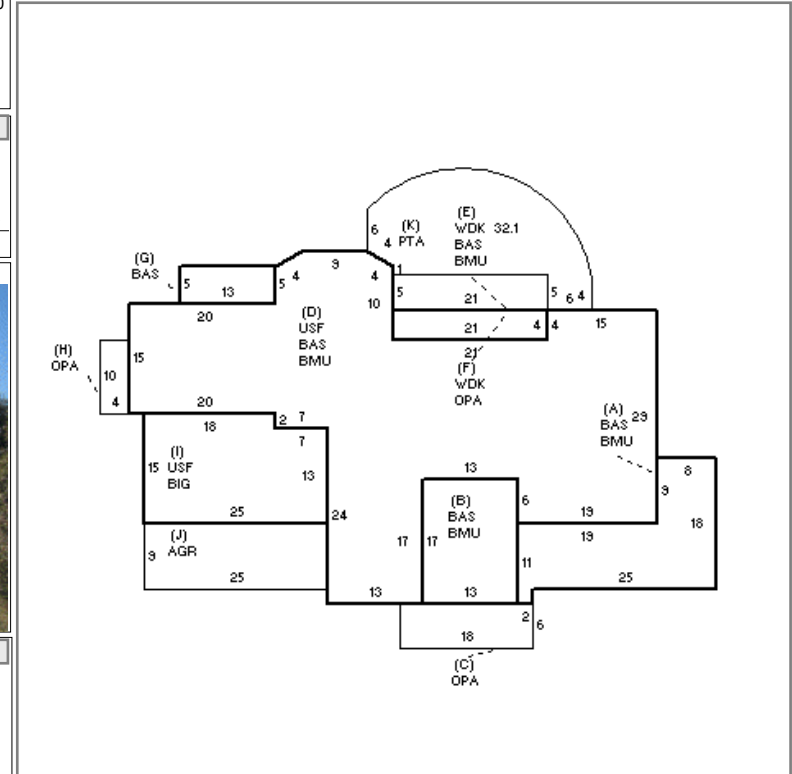 (E)
WDK 32.1
BAS
BMU
(K)
PTA
6
4
(G)
BAS
9
4
4
1
5
13
5
5
21
5
6 4
10
20
(D)
USF
BAS
BMU
21
4
4
15
(H)
OPA
15
10
4
21
(F)
WDK
OPA
20
18
2
7
7
(A)
BAS
BMU
29
(I)
USF
BIG
15
13
13
8
9
(B)
BAS
BMU
6
18
25
24
17
17
19
19
(J)
AGR
9
11
25
13
13
25
2
6
18
(C)
OPA